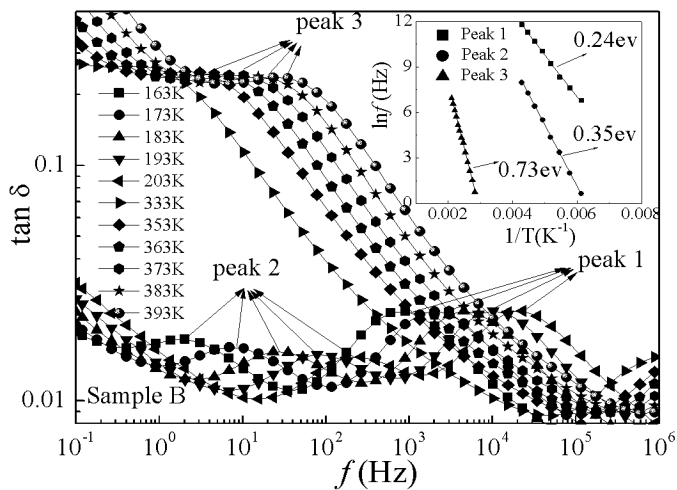 peak 3
163K
173K
183K
193K
203K
333K
353K
363K
373K
383K
393K
peak 2
peak 1
Sample B
0.1
0.01
tan δ
10⁻¹ 10⁰ 10¹ 10² 10³ 10⁴ 10⁵ 10⁶
f (Hz)
Peak 1
Peak 2
Peak 3
0.24ev
0.35ev
0.73ev
12
9
6
3
0
lnf (Hz)
0.002 0.004 0.006 0.008
1/T(K⁻¹)